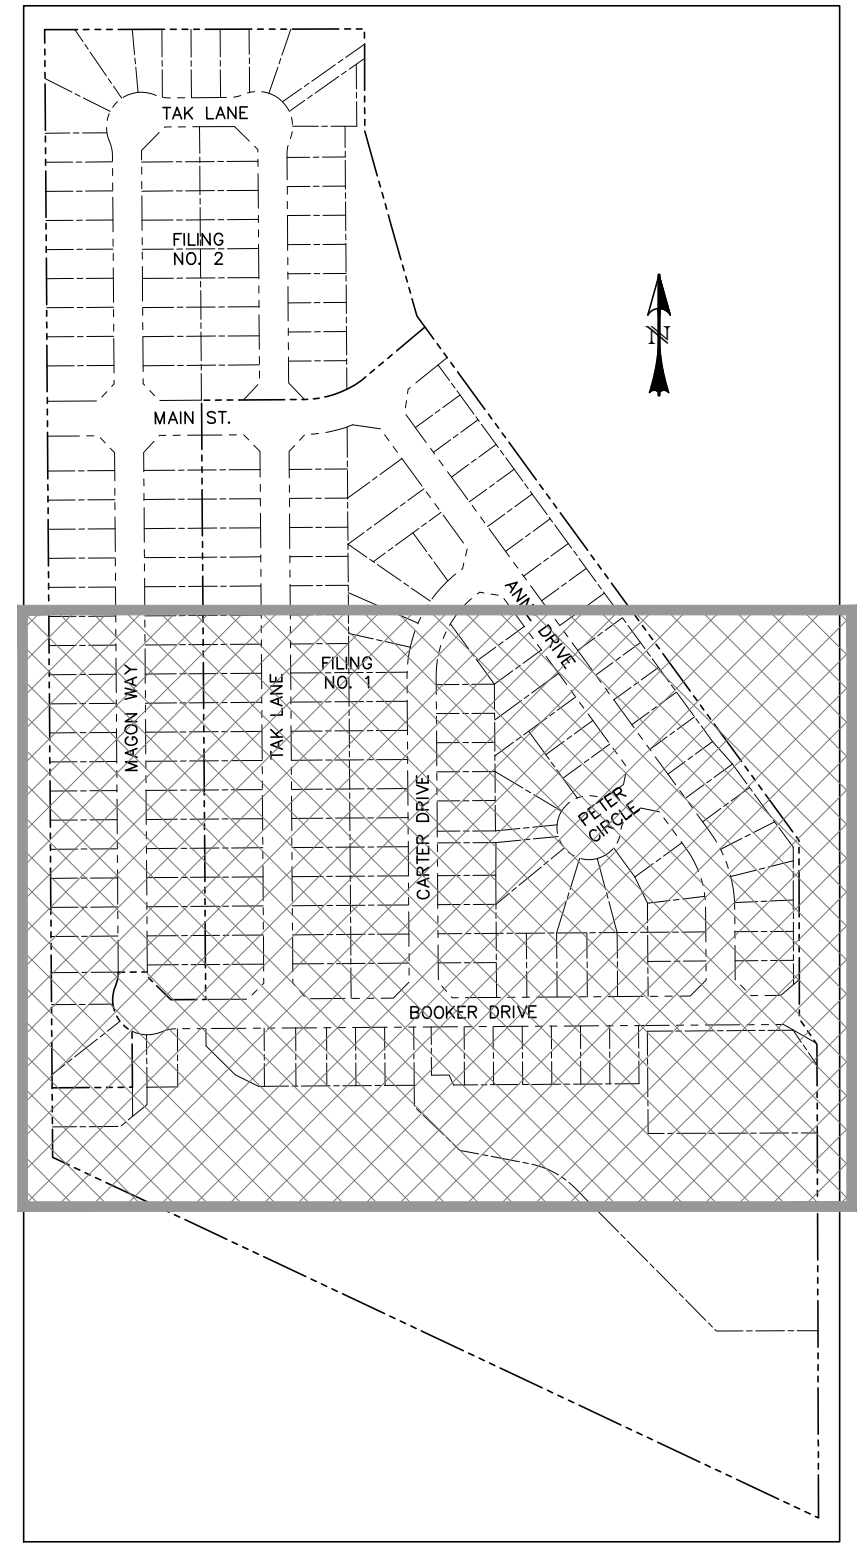 TAK LANE
FILING
NO. 2
N
MAIN ST.
ANN DRIVE
FILING
NO. 1
MAGON WAY
TAK LANE
CARTER DRIVE
PETER
CIRCLE
BOOKER DRIVE